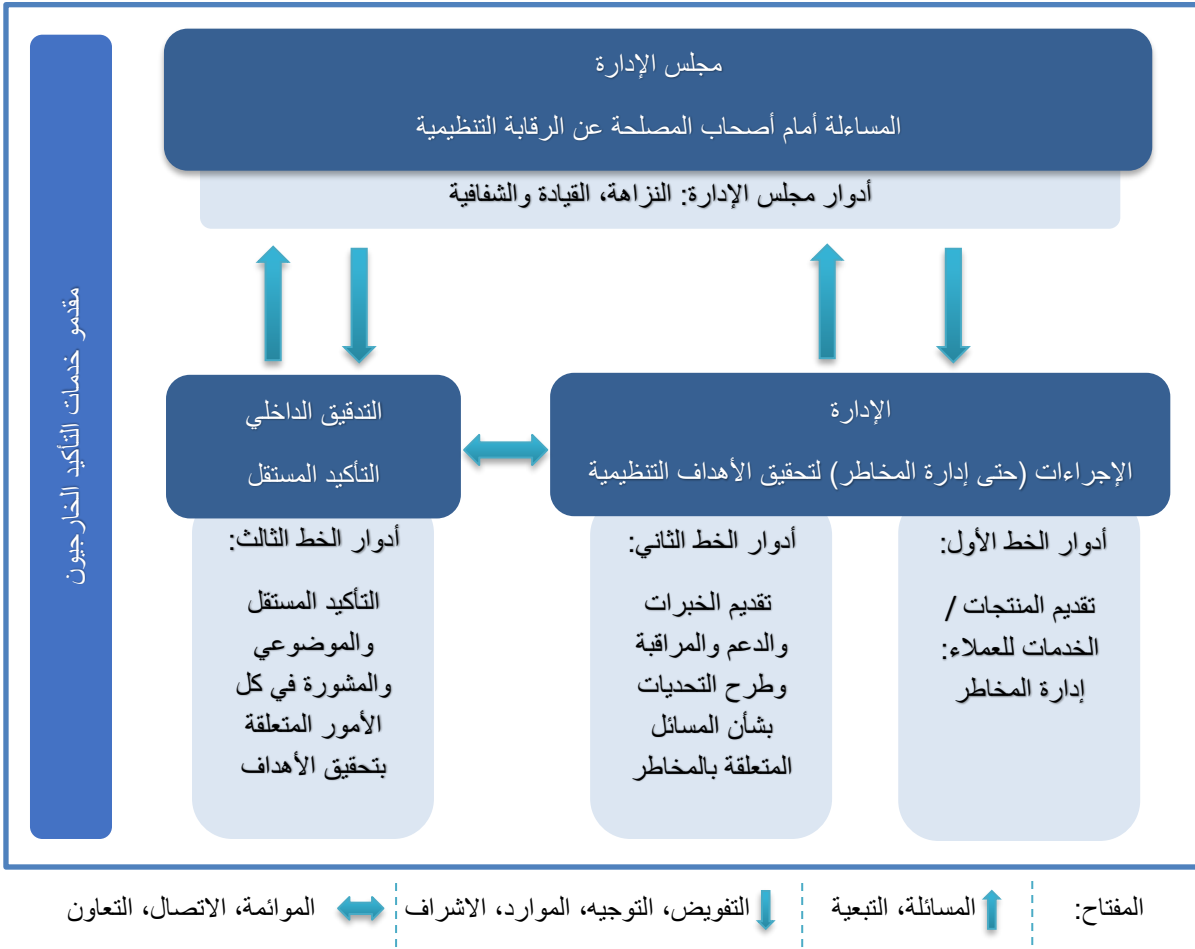 مجلس الإدارة
المساءلة أمام أصحاب المصلحة عن الرقابة التنظيمية
أدوار مجلس الإدارة: النزاهة، القيادة والشفافية
الإدارة
الإجراءات (حتى إدارة المخاطر) لتحقيق الأهداف التنظيمية
أدوار الخط الأول:
تقديم المنتجات /
الخدمات للعملاء:
إدارة المخاطر
أدوار الخط الثاني:
تقديم الخبرات
والدعم والمراقبة
وطرح التحديات
بشأن المسائل
المتعلقة بالمخاطر
التدقيق الداخلي
التأكيد المستقل
أدوار الخط الثالث:
التأكيد المستقل
والموضوعي
والمشورة في كل
الأمور المتعلقة
بتحقيق الأهداف
مقدمو خدمات التأكيد الخارجيون
المفتاح: المسائلة، التبعية التفويض، التوجيه، الموارد، الاشراف الموائمة، الاتصال، التعاون